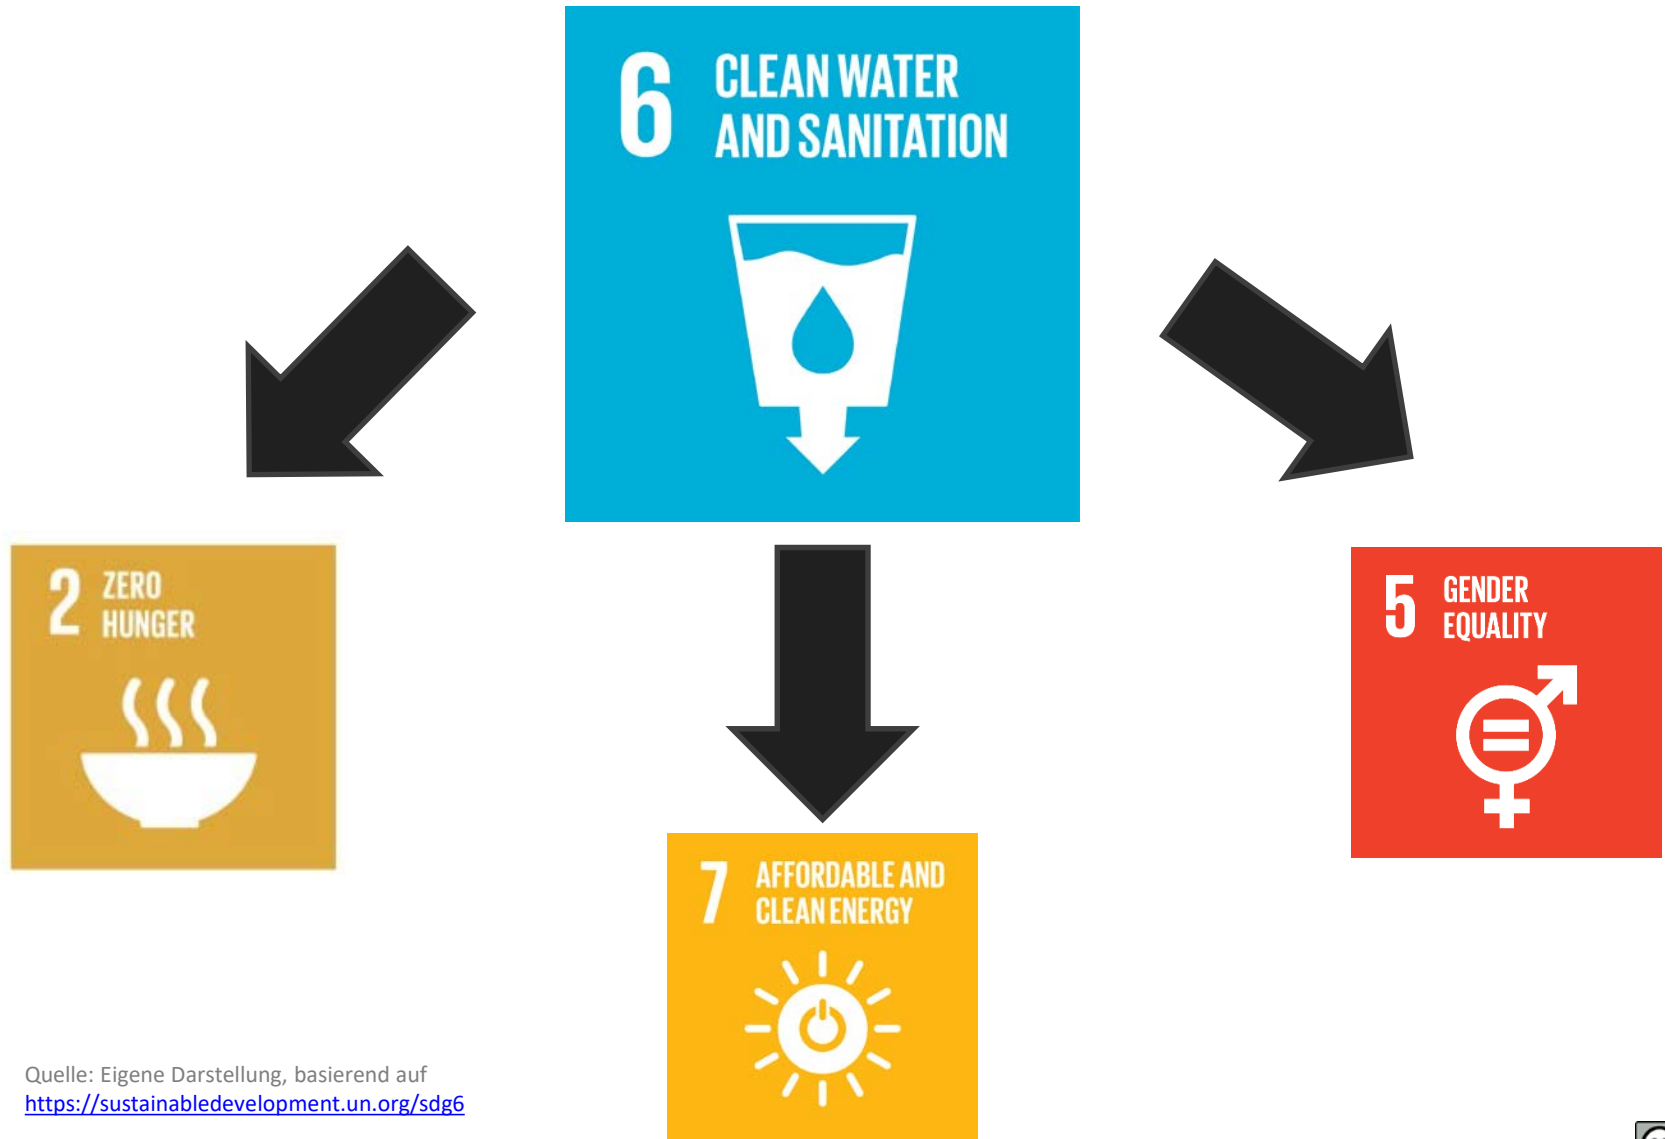 6 CLEAN WATER
AND SANITATION
2 ZERO
HUNGER
5 GENDER
EQUALITY
7 AFFORDABLE AND
CLEAN ENERGY
Quelle: Eigene Darstellung, basierend auf
https://sustainabledevelopment.un.org/sdg6